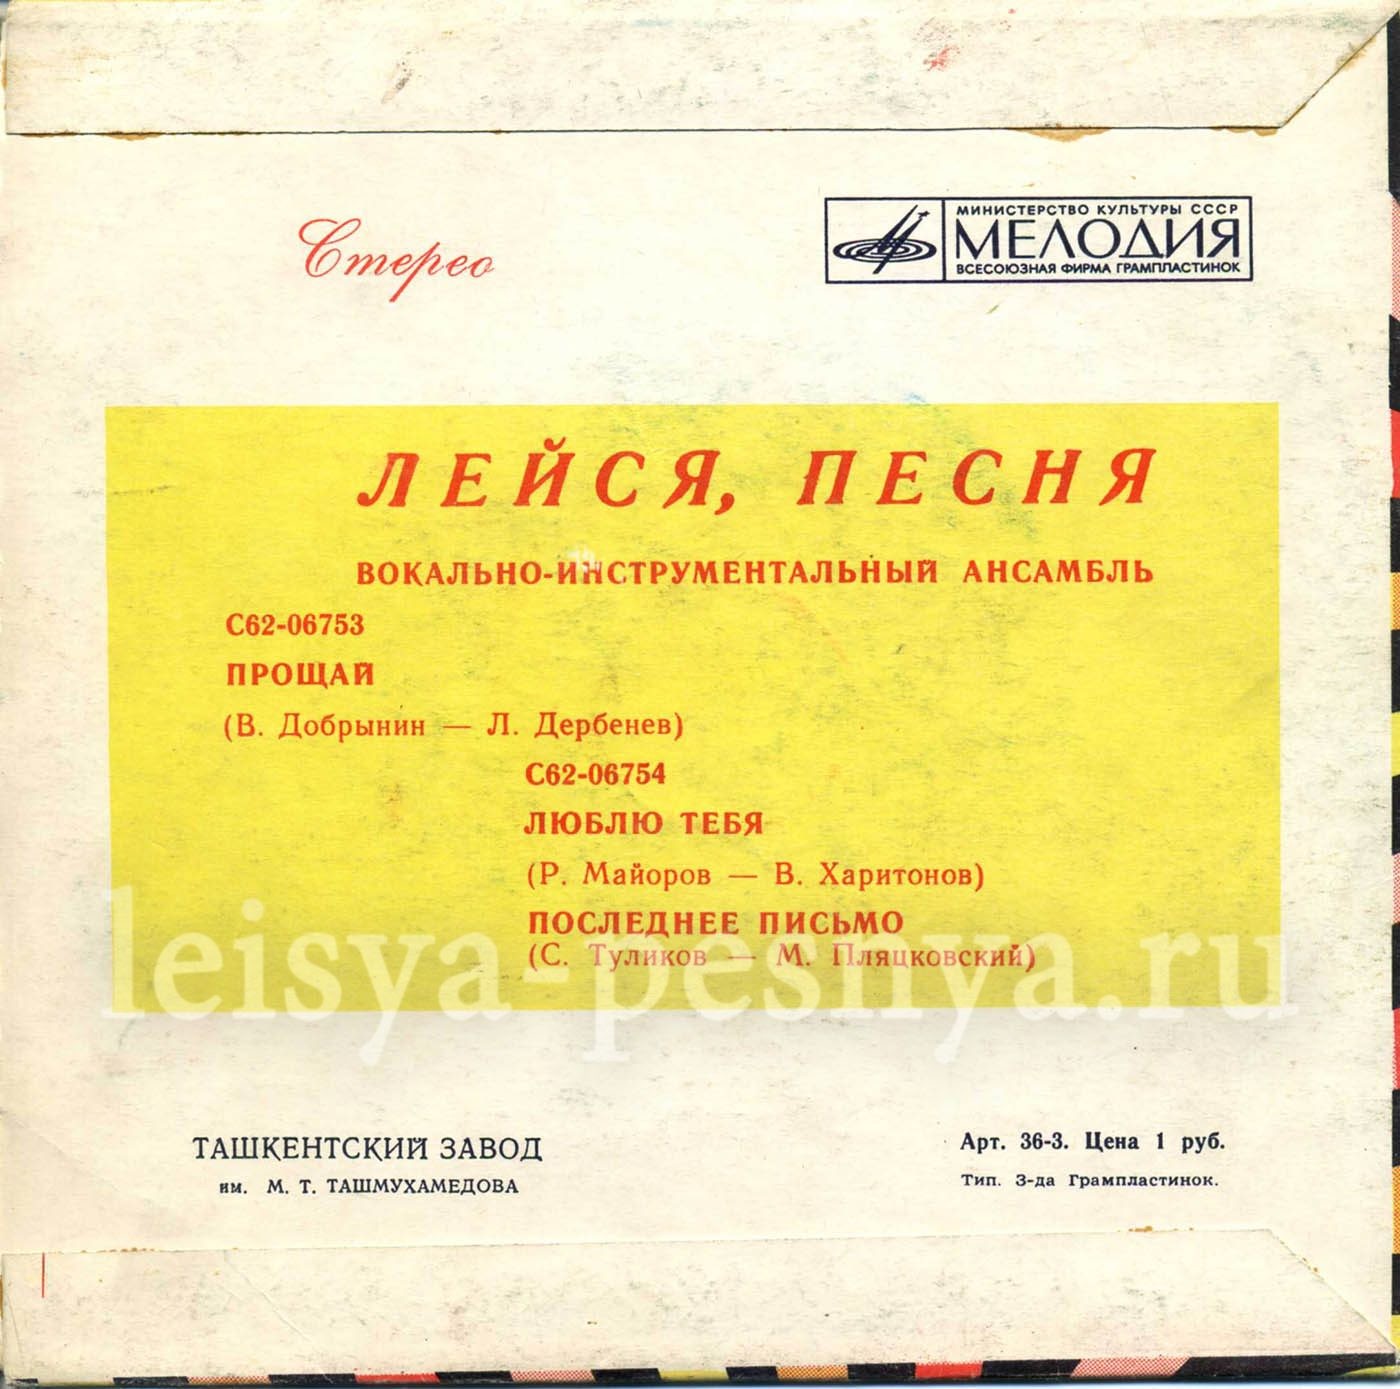 Стерео
МИНИСТЕРСТВО КУЛЬТУРЫ СССР
МЕЛОДИЯ
ВСЕСОЮЗНАЯ ФИРМА ГРАМПЛАСТИНОК
ЛЕЙСЯ, ПЕСНЯ
ВОКАЛЬНО-ИНСТРУМЕНТАЛЬНЫЙ АНСАМБЛЬ
С62-06753
ПРОЩАЙ
(В. Добрынин — Л. Дербенев)
С62-06754
ЛЮБЛЮ ТЕБЯ
(Р. Майоров — В. Харитонов)
ПОСЛЕДНЕЕ ПИСЬМО
(С. Туликов — М. Пляцковский)
leisya-pesnya.ru
ТАШКЕНТСКИЙ ЗАВОД
им. М. Т. ТАШМУХАМЕДОВА
Арт. 36-3. Цена 1 руб.
Тип. З-да Грампластинок.